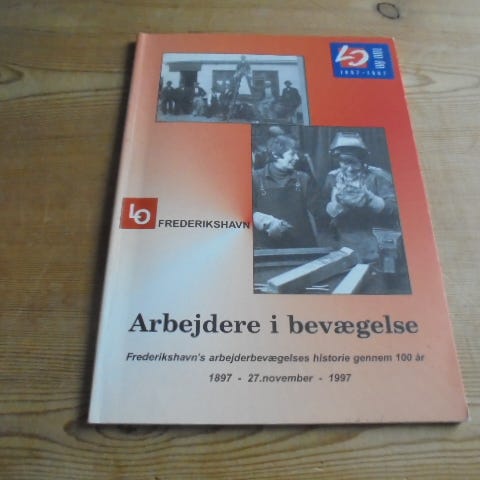 LO
1897-1997
LO
FREDERIKSHAVN
Arbejdere i bevægelse
Frederikshavn's arbejderbevægelses historie gennem 100 år
1897 - 27.november - 1997